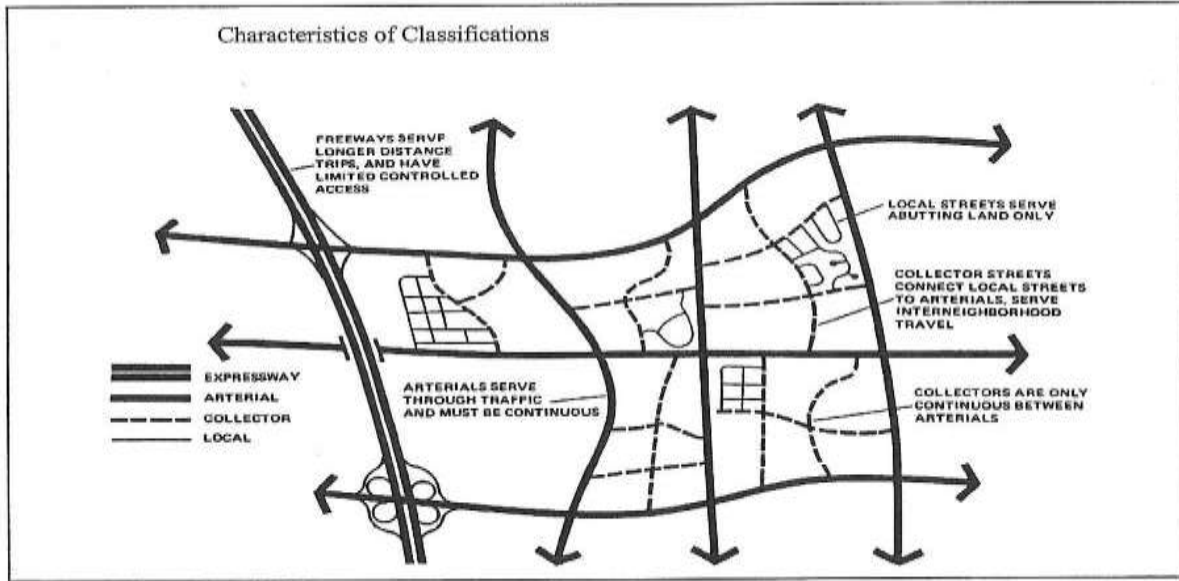 Characteristics of Classifications
FREEWAYS SERVE
LONGER DISTANCE
TRIPS, AND HAVE
LIMITED CONTROLLED
ACCESS
LOCAL STREETS SERVE
ABUTTING LAND ONLY
COLLECTOR STREETS
CONNECT LOCAL STREETS
TO ARTERIALS, SERVE
INTERNEIGHBORHOOD
TRAVEL
EXPRESSWAY
ARTERIAL
COLLECTOR
LOCAL
ARTERIALS SERVE
THROUGH TRAFFIC
AND MUST BE CONTINUOUS
COLLECTORS ARE ONLY
CONTINUOUS BETWEEN
ARTERIALS